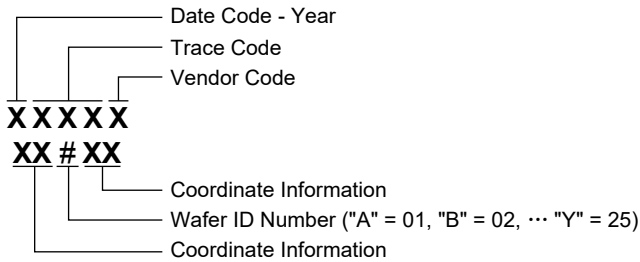 Date Code - Year
Trace Code
Vendor Code
X X X X X
XX # XX
Coordinate Information
Wafer ID Number ("A" = 01, "B" = 02, ⋯ "Y" = 25)
Coordinate Information